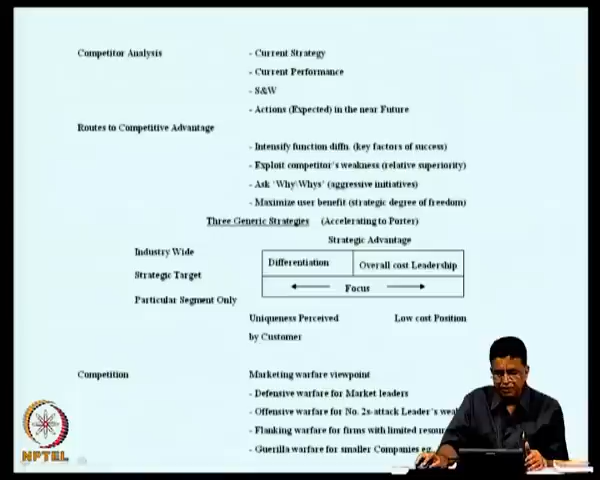 Competitor Analysis - Current Strategy
- Current Performance
- S&W
- Actions (Expected) in the near Future
Routes to Competitive Advantage
- Intensify function diffn. (key factors of success)
- Exploit competitor's weakness (relative superiority)
- Ask 'Why\Whys' (aggressive initiatives)
- Maximize user benefit (strategic degree of freedom)
Three Generic Strategies (Accelerating to Porter)
Strategic Advantage
Industry Wide
Differentiation Overall cost Leadership
Strategic Target
Focus
Particular Segment Only
Uniqueness Perceived Low cost Position
by Customer
Competition Marketing warfare viewpoint
- Defensive warfare for Market leaders
- Offensive warfare for No. 2s-attack Leader's
- Flanking warfare for firms with limited
- Guerilla warfare for smaller Companies eg.
NPTEL